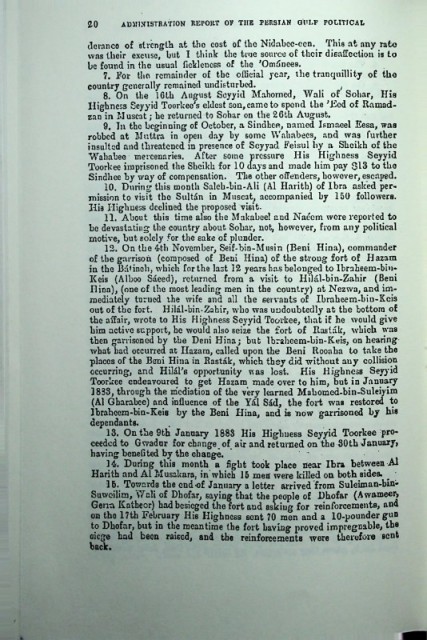 20 ADMINISTRATION REPORT OF THE PERSIAN GULF POLITICAL
derance of strength at the cost of the Nidabee-een. This at any rate
was their excuse, but I think the true source of their disaffection is to
be found in the usual fickleness of the 'Ománees.
7. For the remainder of the official year, the tranquillity of the
country generally remained undisturbed.
8. On the 16th August Seyyid Mahomed, Wali of Sohar, His
Highness Seyyid Toorkee's eldest son, came to spend the 'Eed of Ramad-
zan in Muscat; he returned to Sohar on the 26th August.
9. In the beginning of October, a Sindhee, named Ismaeel Eesa, was
robbed at Muttra in open day by some Wahabees, and was further
insulted and threatened in presence of Seyyad Feisul by a Sheikh of the
Wahabee mercenaries. After some pressure His Highness Seyyid
Toorkee imprisoned the Sheikh for 10 days and made him pay $13 to the
Sindhee by way of compensation. The other offenders, however, escaped.
10. During this month Saleh-bin-Ali (Al Harith) of Ibra asked per-
mission to visit the Sultán in Muscat, accompanied by 150 followers.
His Highness declined the proposed visit.
11. About this time also the Makabeel and Naeem were reported to
be devastating the country about Sohar, not, however, from any political
motive, but solely for the sake of plunder.
12. On the 6th November, Seif-bin-Musin (Beni Hina), commander
of the garrison (composed of Beni Hina) of the strong fort of Hazam
in the Bátinah, which for the last 12 years has belonged to Ibraheem-bin-
Keis (Alboo Sáeed), returned from a visit to Hilál-bin-Zahir (Beni
Hina), (one of the most leading men in the country) at Nezwa, and im-
mediately turned the wife and all the servants of Ibraheem-bin-Keis
out of the fort. Hilál-bin-Zahir, who was undoubtedly at the bottom of
the affair, wrote to His Highness Seyyid Toorkee, that if he would give
him active support, he would also seize the fort of Rasták, which was
then garrisoned by the Beni Hina; but Ibraheem-bin-Keis, on hearing
what had occurred at Hazam, called upon the Beni Rooaha to take the
places of the Beni Hina in Rasták, which they did without any collision
occurring, and Hilál's opportunity was lost. His Highness Seyyid
Toorkee endeavoured to get Hazam made over to him, but in January
1883, through the mediation of the very learned Mahomed-bin-Suleiyim
(Al Gharabee) and influence of the Yál Sád, the fort was restored to
Ibraheem-bin-Keis by the Beni Hina, and is now garrisoned by his
dependants.
13. On the 9th January 1883 His Highness Seyyid Toorkee pro-
ceeded to Gwadur for change of air and returned on the 30th January,
having benefited by the change.
14. During this month a fight took place near Ibra between Al
Harith and Al Musakara, in which 15 men were killed on both sides.
15. Towards the end of January a letter arrived from Suleiman-bin-
Suweilim, Wali of Dhofar, saying that the people of Dhofar (Awameer,
Gerra Katheer) had besieged the fort and asking for reinforcements, and
on the 17th February His Highness sent 70 men and a 10-pounder gun
to Dhofar, but in the meantime the fort having proved impregnable, the
siege had been raised, and the reinforcements were therefore sent
back.